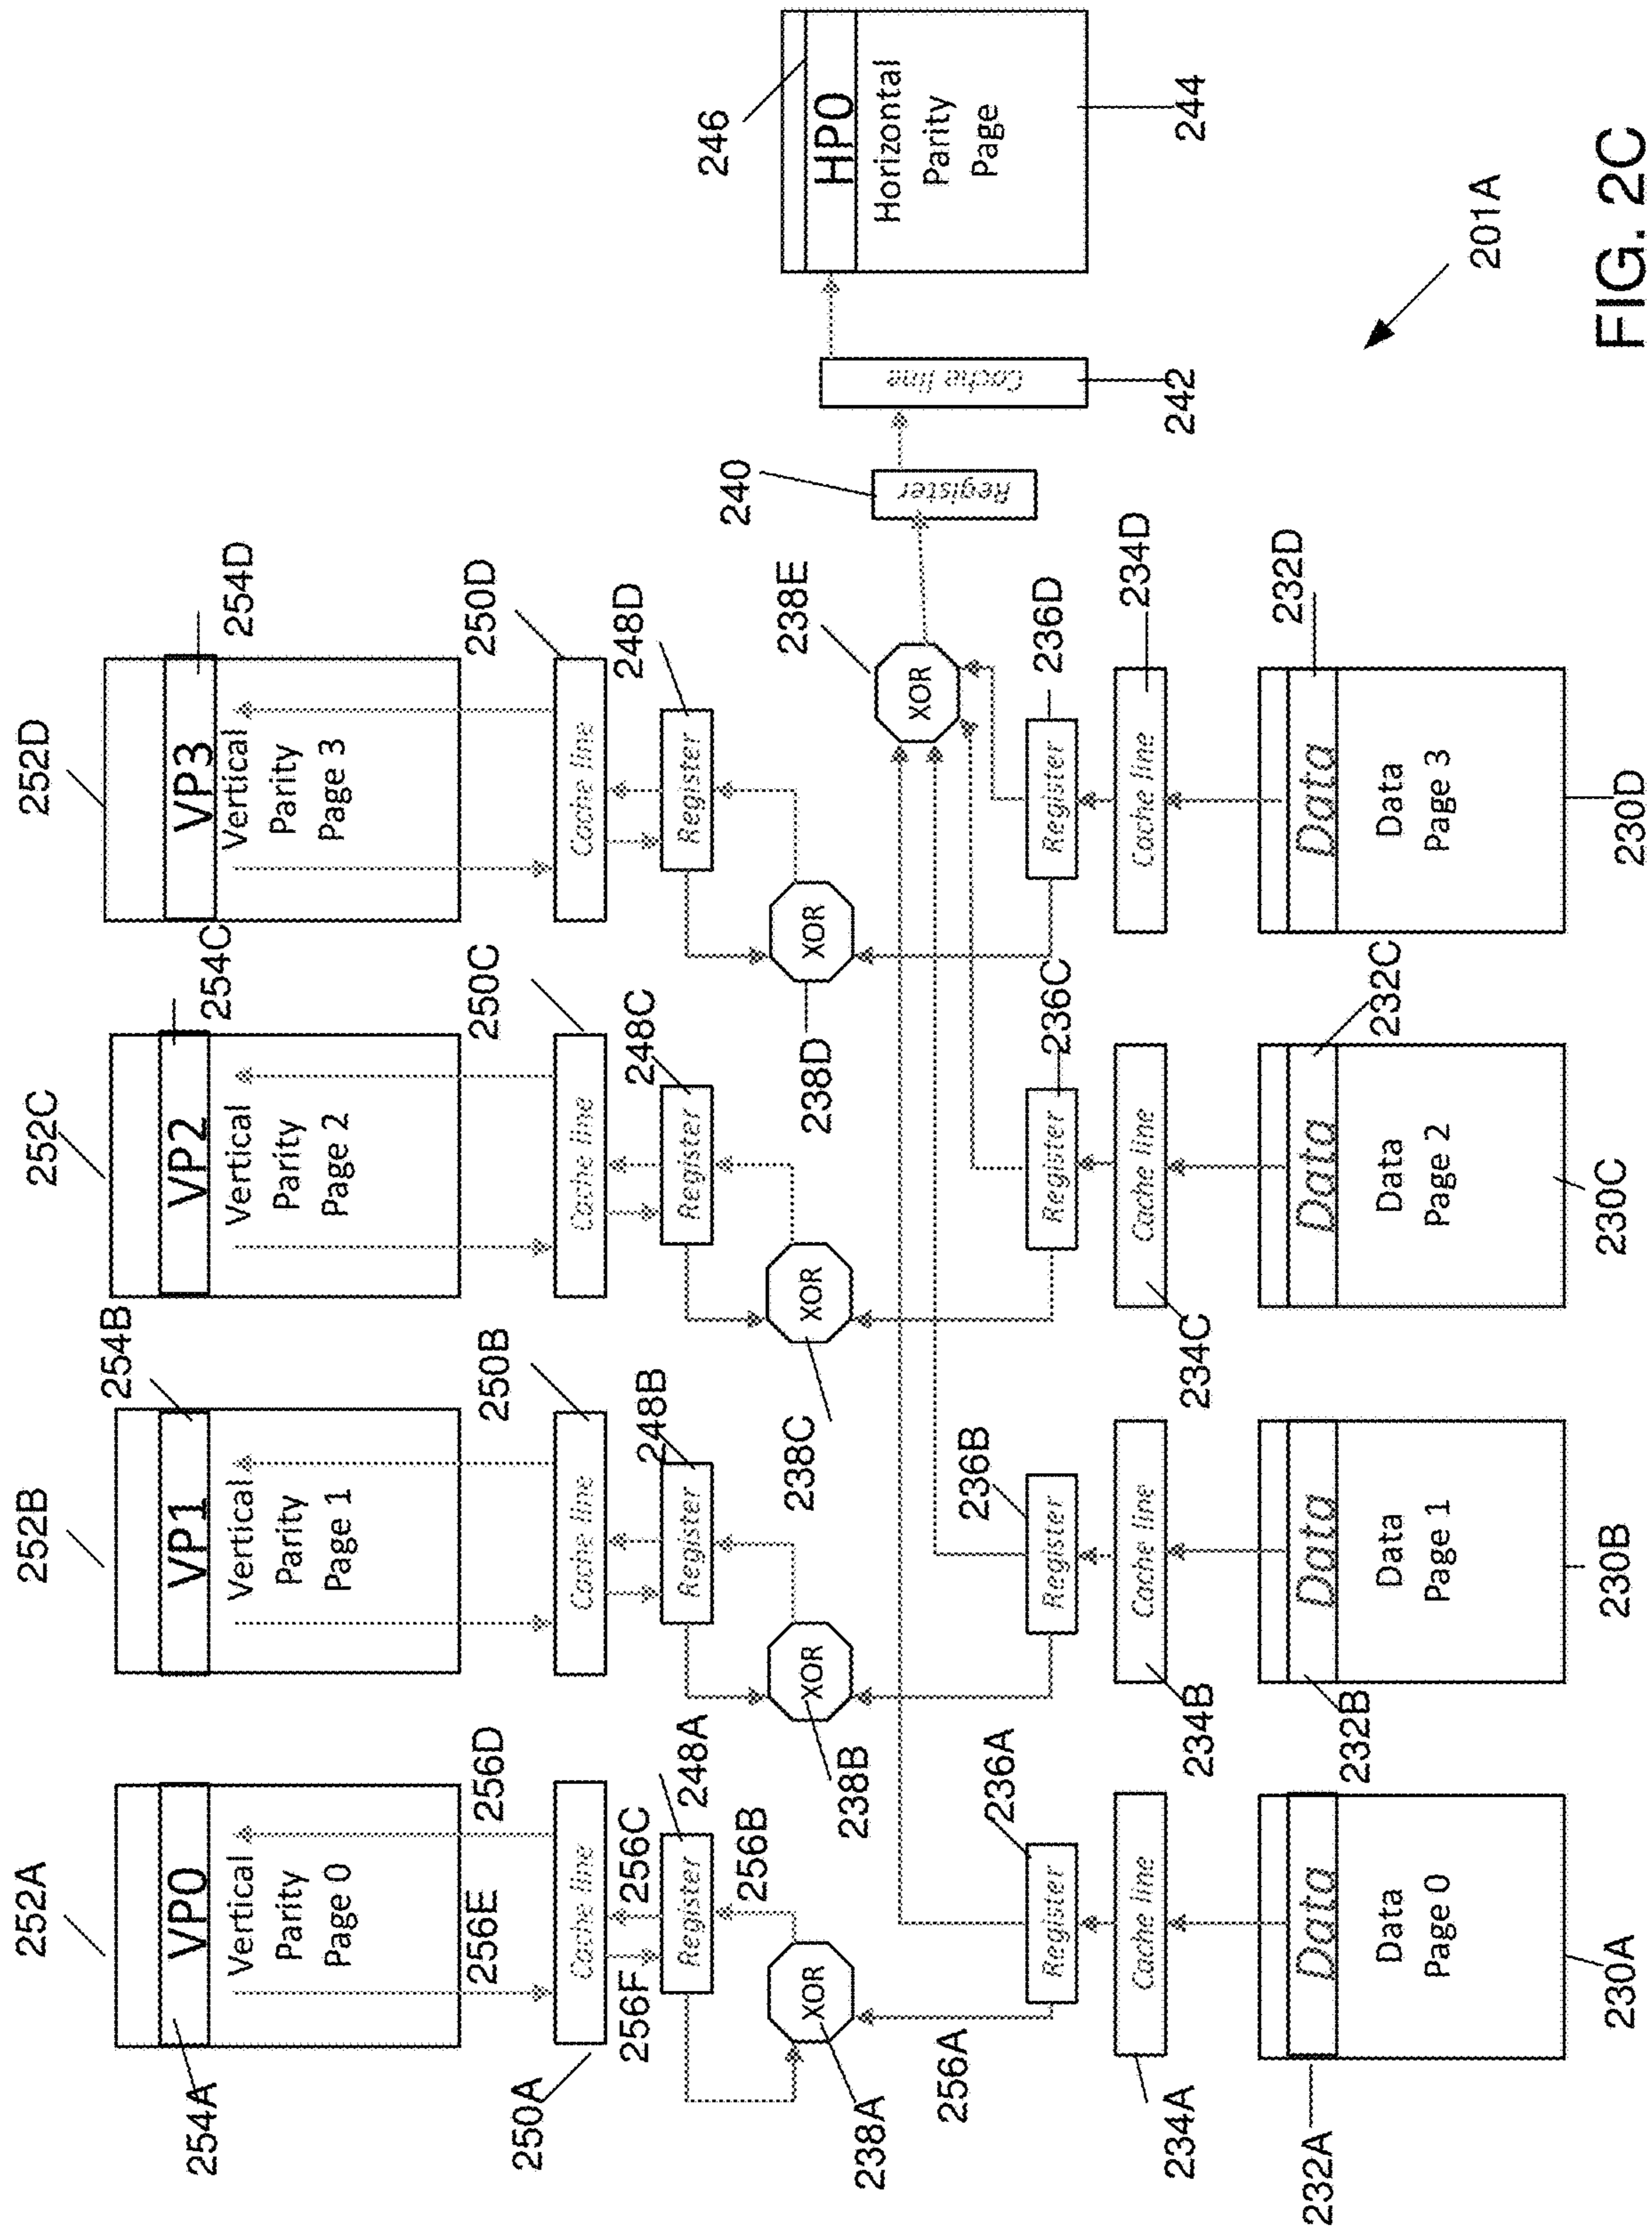 252A
252B
252C
252D
254A
VP0
Vertical
Parity
Page 0
254B
VP1
Vertical
Parity
Page 1
254C
VP2
Vertical
Parity
Page 2
254D
VP3
Vertical
Parity
Page 3
256E
256D
250A
Cache line
250B
Cache line
250C
Cache line
250D
Cache line
256F
256C
248A
Register
248B
Register
248C
Register
248D
Register
256B
238A
XOR
238B
XOR
238C
XOR
238D
XOR
238E
XOR
240
Register
242
Cache line
246
HP0
Horizontal
Parity
Page
244
256A
236A
Register
236B
Register
236C
Register
236D
Register
234A
Cache line
234B
Cache line
234C
Cache line
234D
Cache line
232A
Data
Data
Page 0
232B
Data
Data
Page 1
232C
Data
Data
Page 2
232D
Data
Data
Page 3
230A
230B
230C
230D
201A
FIG. 2C